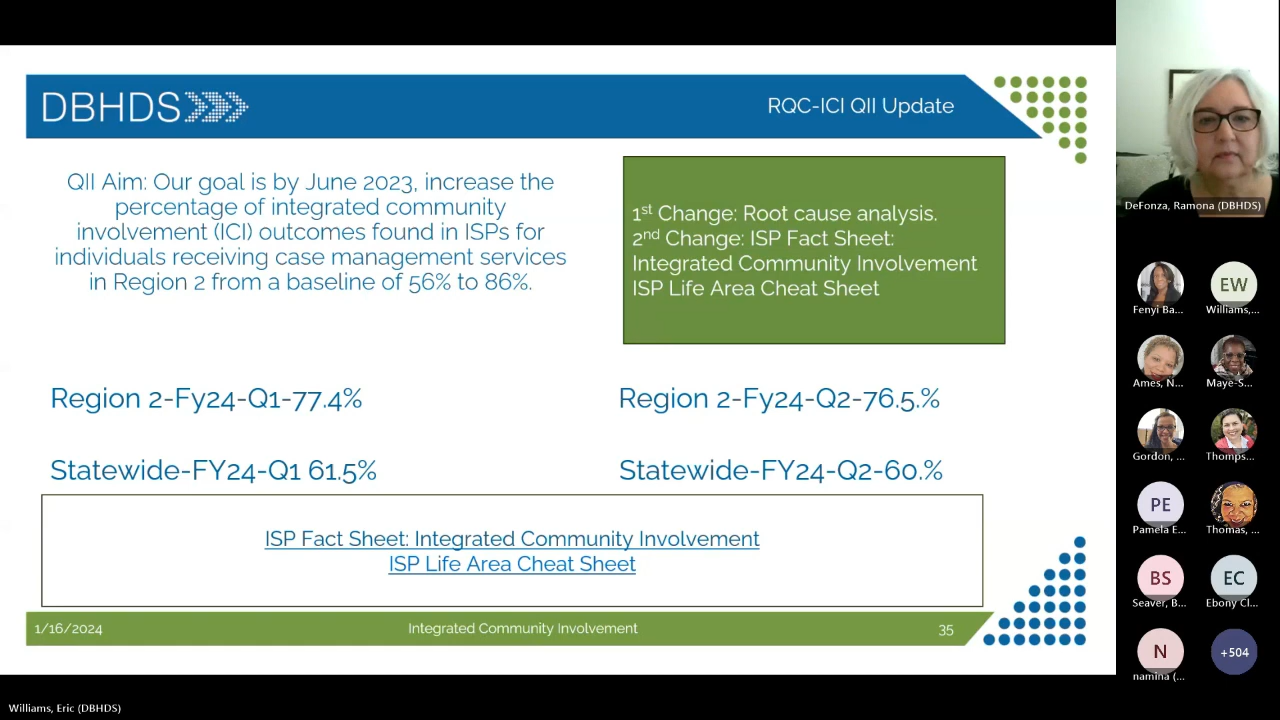 DBHDS
RQC-ICI QII Update
QII Aim: Our goal is by June 2023, increase the
percentage of integrated community
involvement (ICI) outcomes found in ISPs for
individuals receiving case management services
in Region 2 from a baseline of 56% to 86%.
1st Change: Root cause analysis.
2nd Change: ISP Fact Sheet:
Integrated Community Involvement
ISP Life Area Cheat Sheet
Region 2-Fy24-Q1-77.4%
Region 2-Fy24-Q2-76.5.%
Statewide-FY24-Q1 61.5%
Statewide-FY24-Q2-60.%
ISP Fact Sheet: Integrated Community Involvement
ISP Life Area Cheat Sheet
1/16/2024
Integrated Community Involvement
35
DeFonza, Ramona (DBHDS)
Fenyi Ba...
EW
Williams,...
Ames, N...
Maye-S...
Gordon, ...
Thomps...
PE
Pamela E...
Thomas, ...
BS
Seaver, B...
EC
Ebony Cl...
N
namina (...
+504
Williams, Eric (DBHDS)